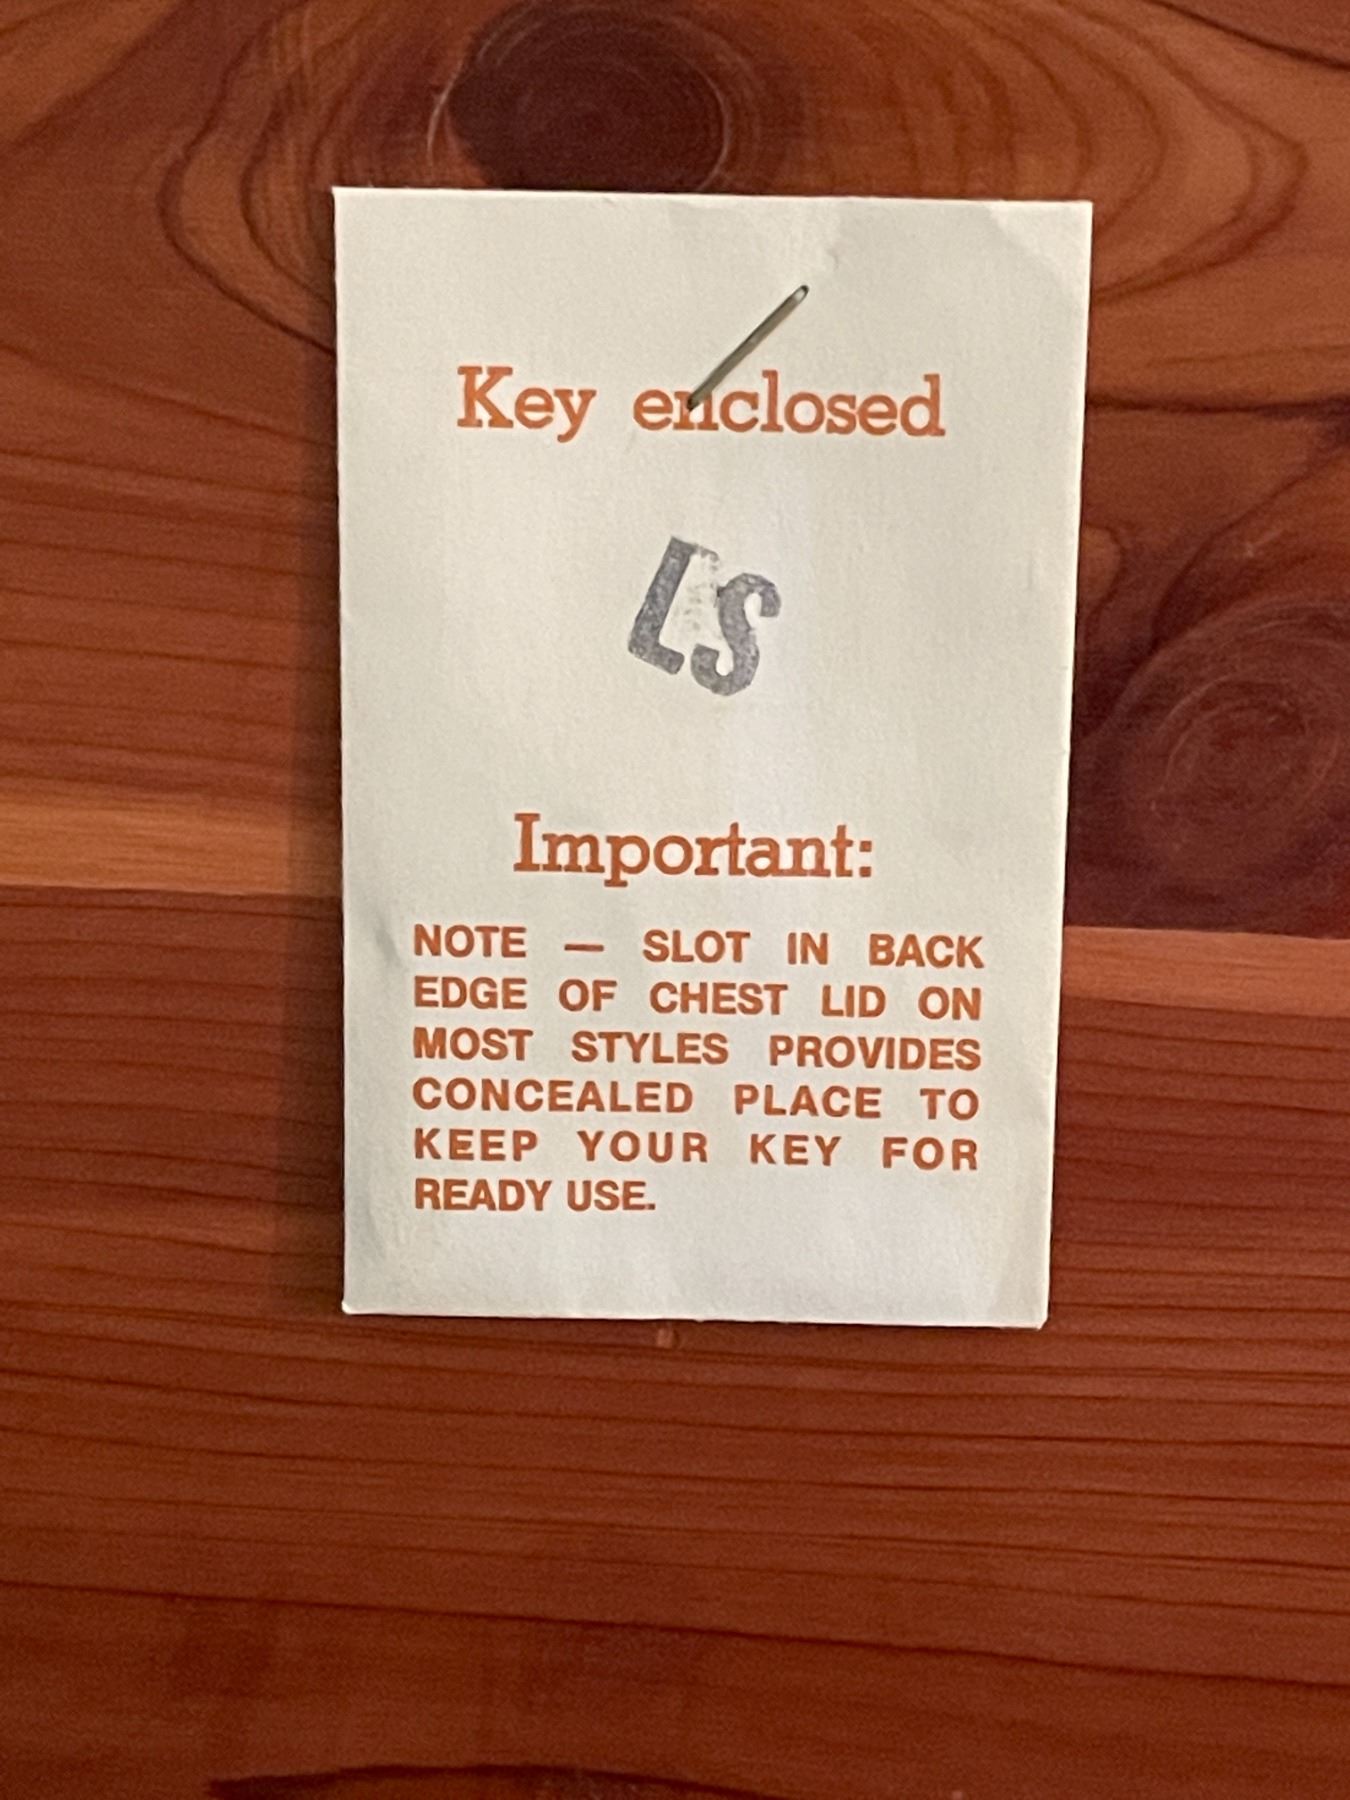 Key enclosed
LS
Important:
NOTE — SLOT IN BACK
EDGE OF CHEST LID ON
MOST STYLES PROVIDES
CONCEALED PLACE TO
KEEP YOUR KEY FOR
READY USE.